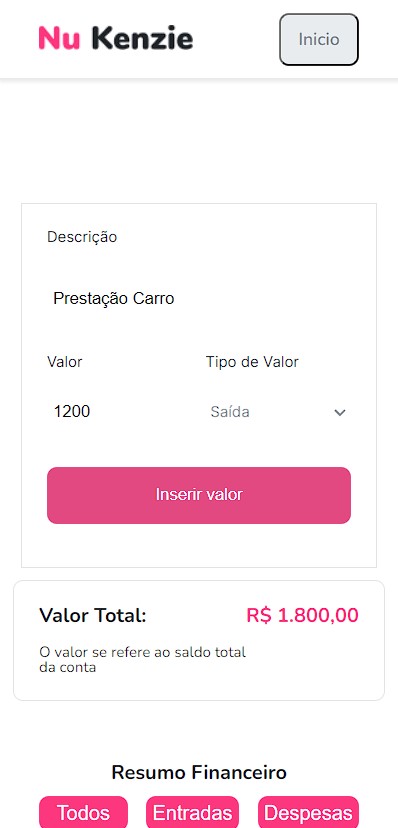 Nu Kenzie Inicio
Descrição
Prestação Carro
Valor Tipo de Valor
1200 Saída
Inserir valor
Valor Total: R$ 1.800,00
O valor se refere ao saldo total
da conta
Resumo Financeiro
Todos Entradas Despesas